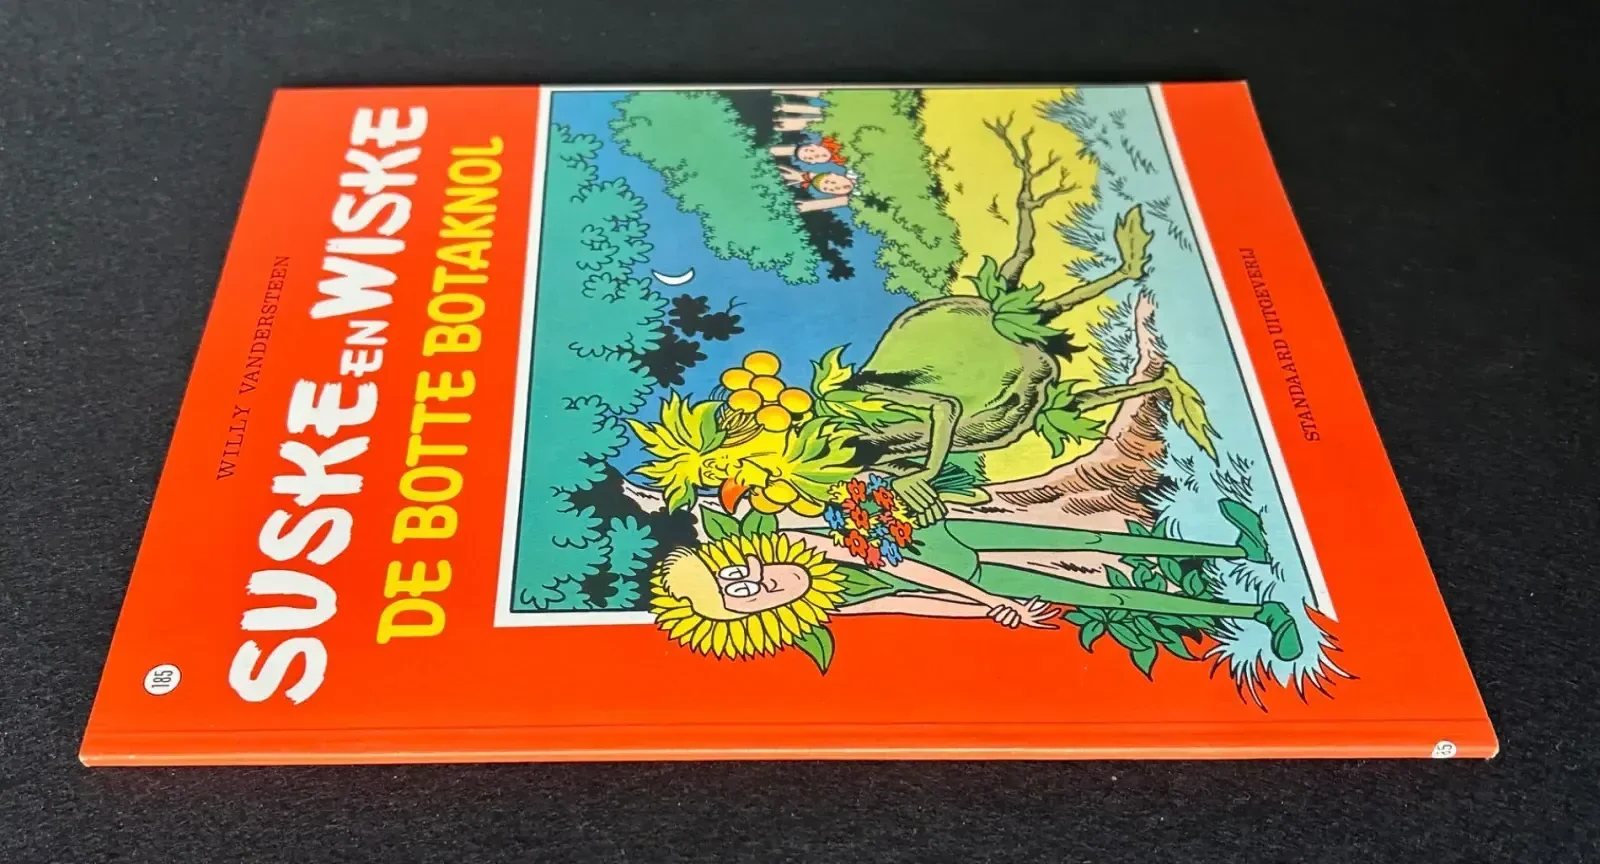 185
WILLY VANDERSTEEN
SUSKE EN WISKE
DE BOTTE BOTAKNOL
STANDAARD UITGEVERIJ